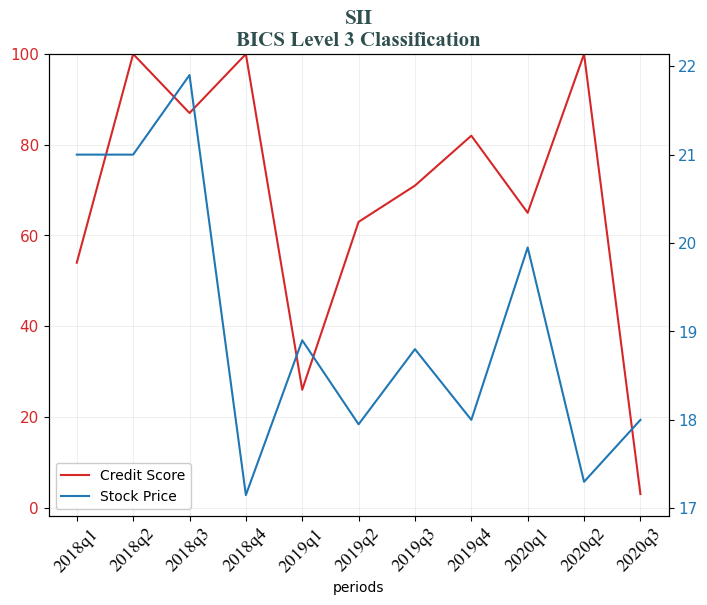 SII
BICS Level 3 Classification
100
80
60
40
20
0
22
21
20
19
18
17
Credit Score
Stock Price
2018q1
2018q2
2018q3
2018q4
2019q1
2019q2
2019q3
2019q4
2020q1
2020q2
2020q3
periods